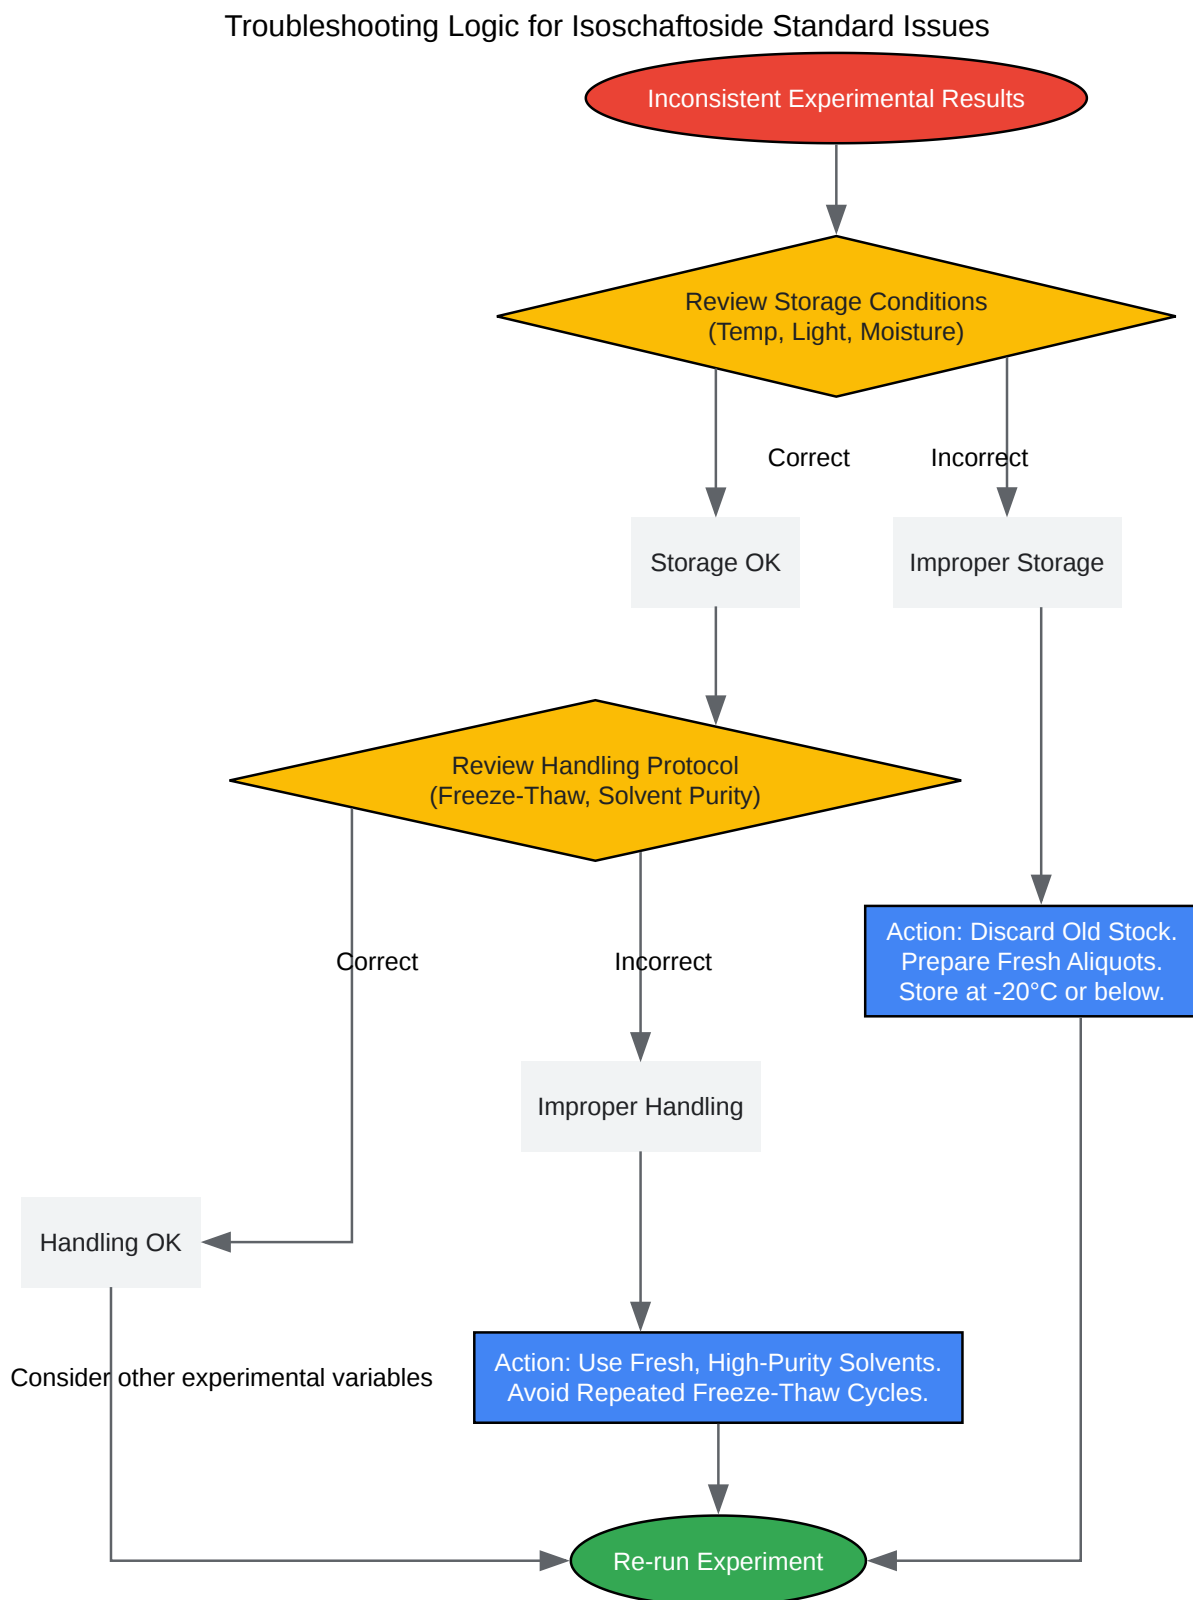 Troubleshooting Logic for Isoschaftoside Standard Issues
Inconsistent Experimental Results
Review Storage Conditions
(Temp, Light, Moisture)
Correct
Incorrect
Storage OK
Improper Storage
Review Handling Protocol
(Freeze-Thaw, Solvent Purity)
Action: Discard Old Stock.
Prepare Fresh Aliquots.
Store at -20°C or below.
Correct
Incorrect
Improper Handling
Handling OK
Consider other experimental variables
Action: Use Fresh, High-Purity Solvents.
Avoid Repeated Freeze-Thaw Cycles.
Re-run Experiment